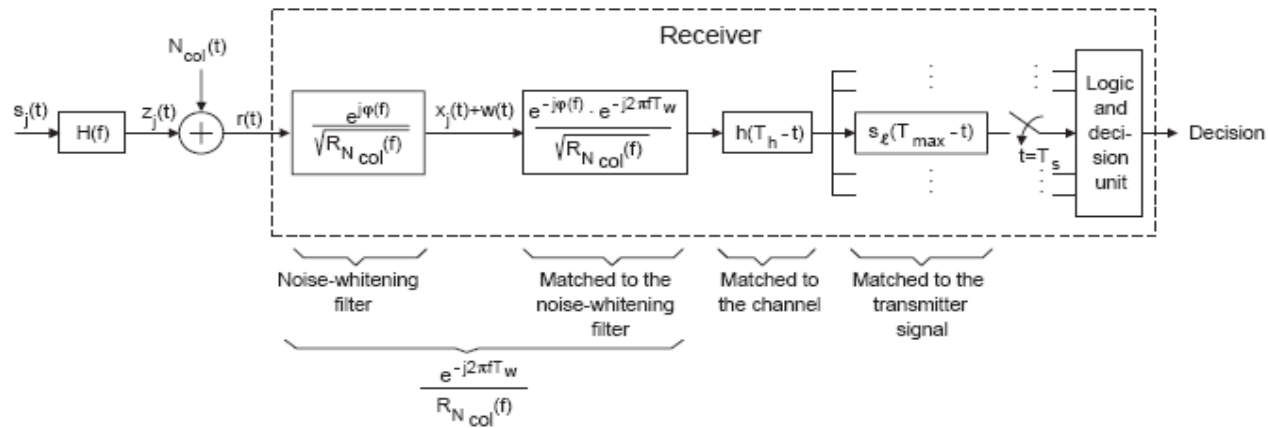 Receiver
N_col(t)
s_j(t)
H(f)
z_j(t)
+
r(t)
e^{jφ(f)}
√R_{N col}(f)
x_j(t)+w(t)
e^{-jφ(f)} · e^{-j2πfT_w}
√R_{N col}(f)
h(T_h-t)
s_ℓ(T_max-t)
t=T_s
Logic
and
deci-
sion
unit
Decision
Noise-whitening
filter
Matched to the
noise-whitening
filter
Matched to
the channel
Matched to the
transmitter
signal
e^{-j2πfT_w}
R_{N col}(f)